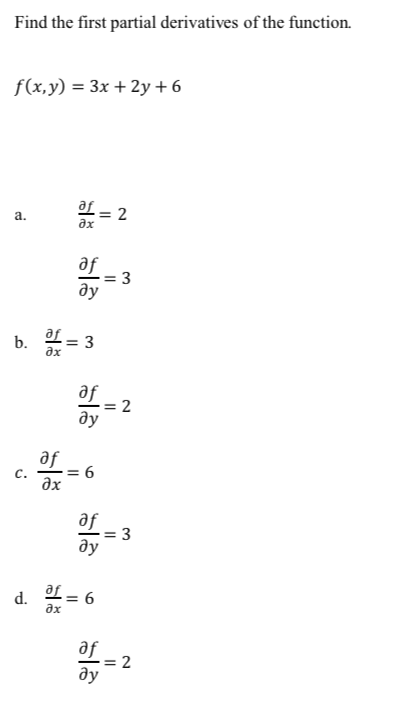 Find the first partial derivatives of the function.
f(x,y) = 3x + 2y + 6
a. ∂f/∂x = 2
∂f/∂y = 3
b. ∂f/∂x = 3
∂f/∂y = 2
c. ∂f/∂x = 6
∂f/∂y = 3
d. ∂f/∂x = 6
∂f/∂y = 2